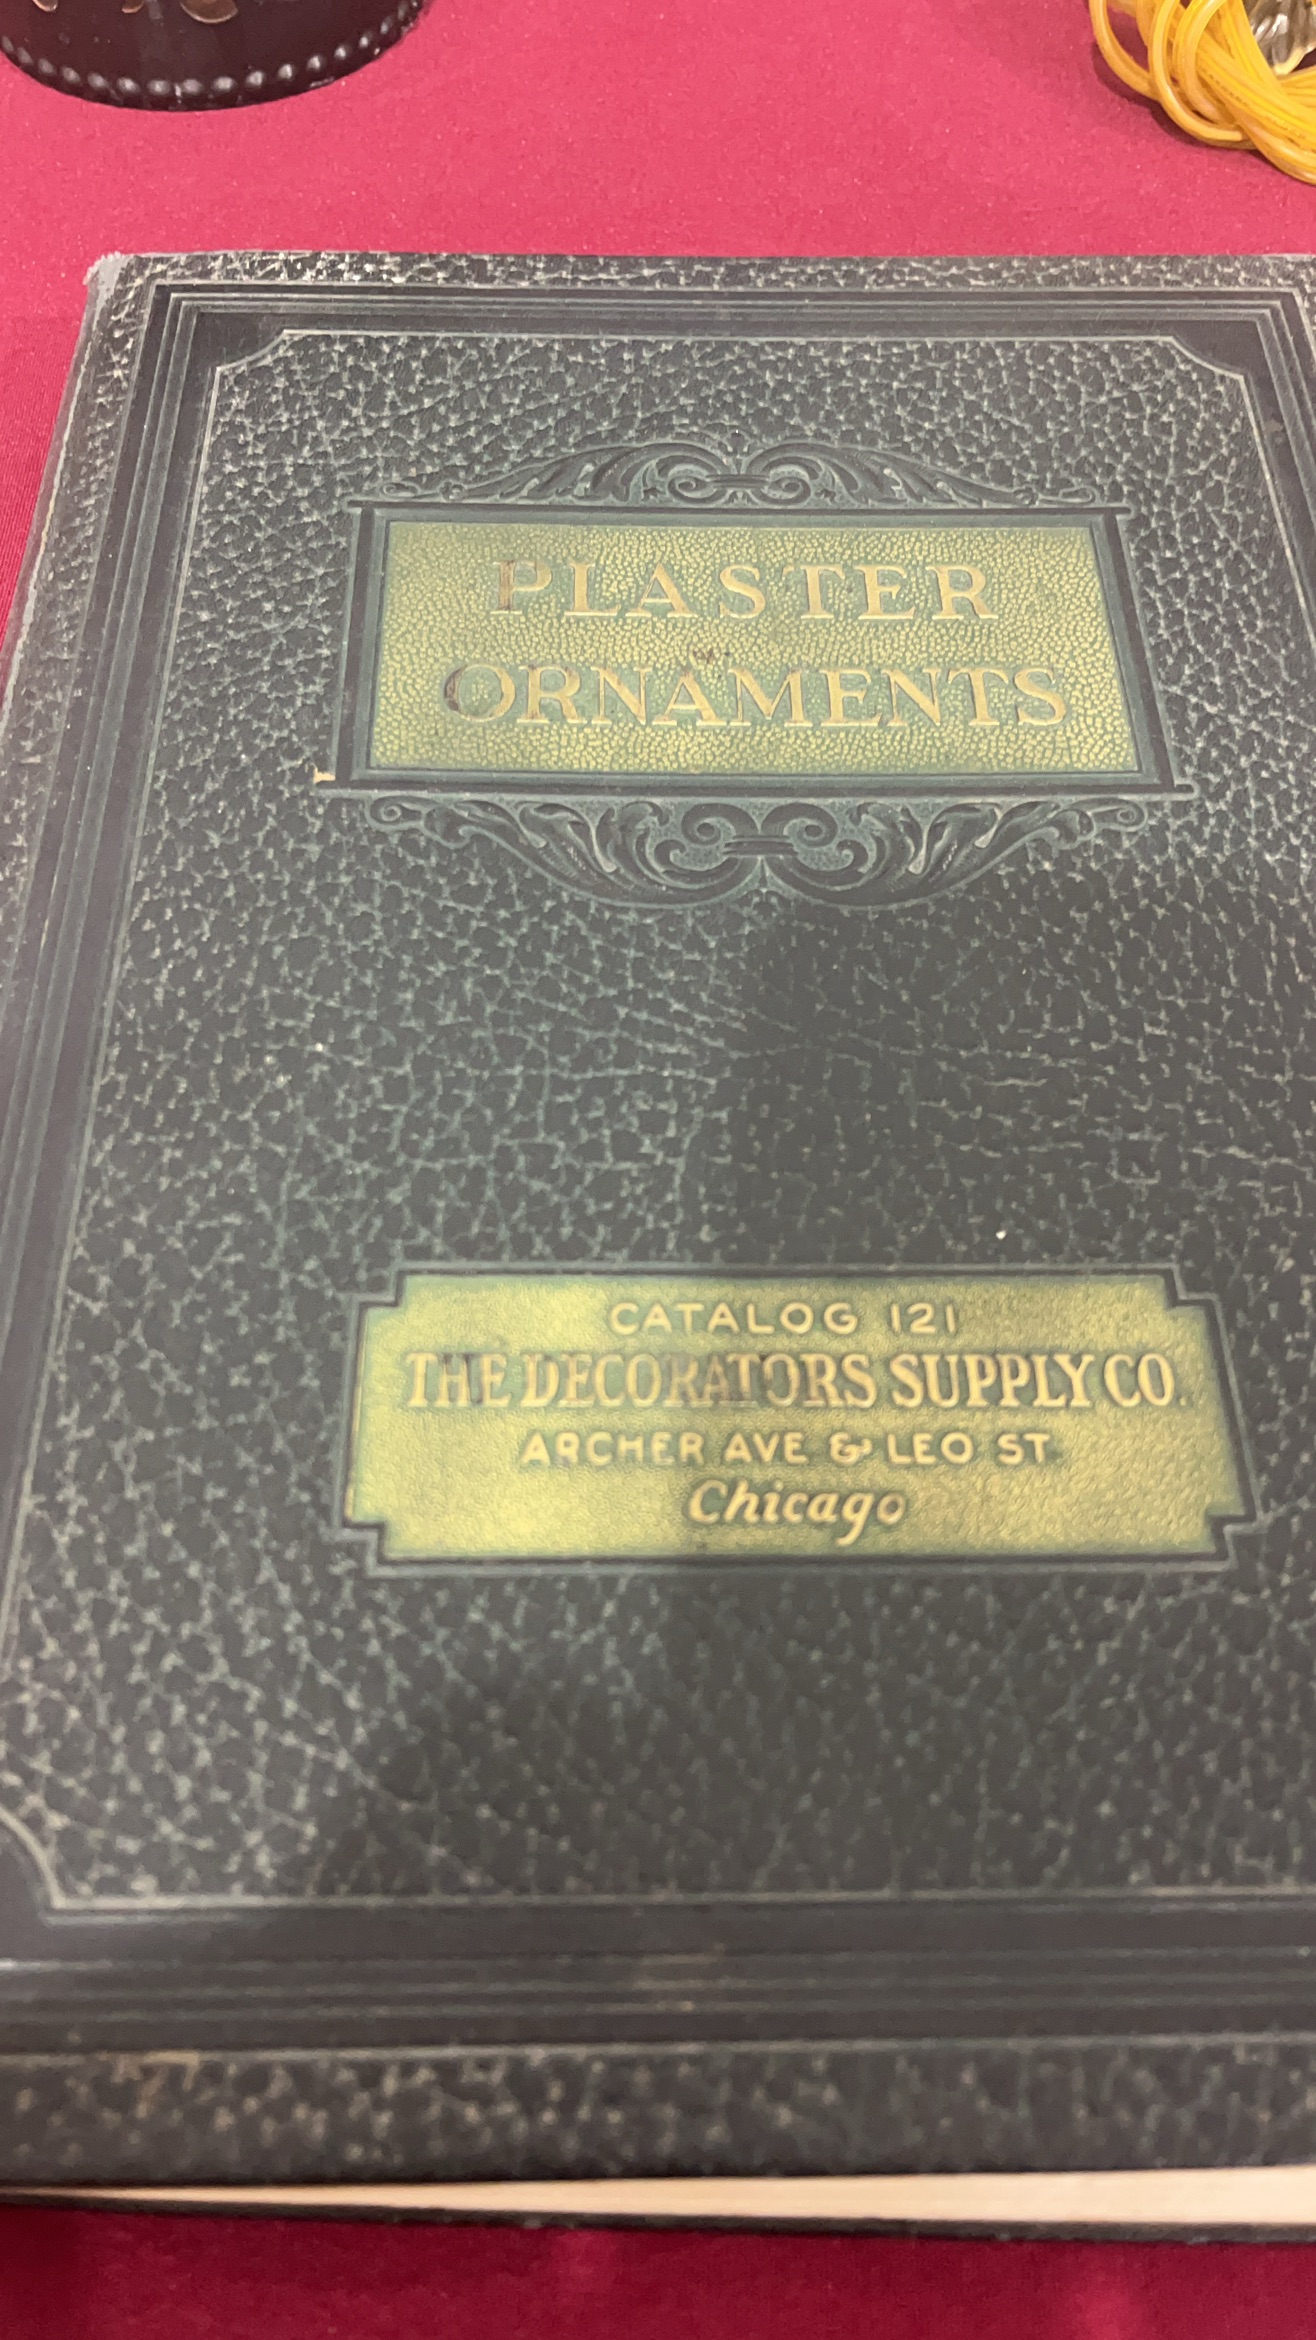 PLASTER
ORNAMENTS
CATALOG 121
THE DECORATORS SUPPLY CO.
ARCHER AVE & LEO ST
Chicago